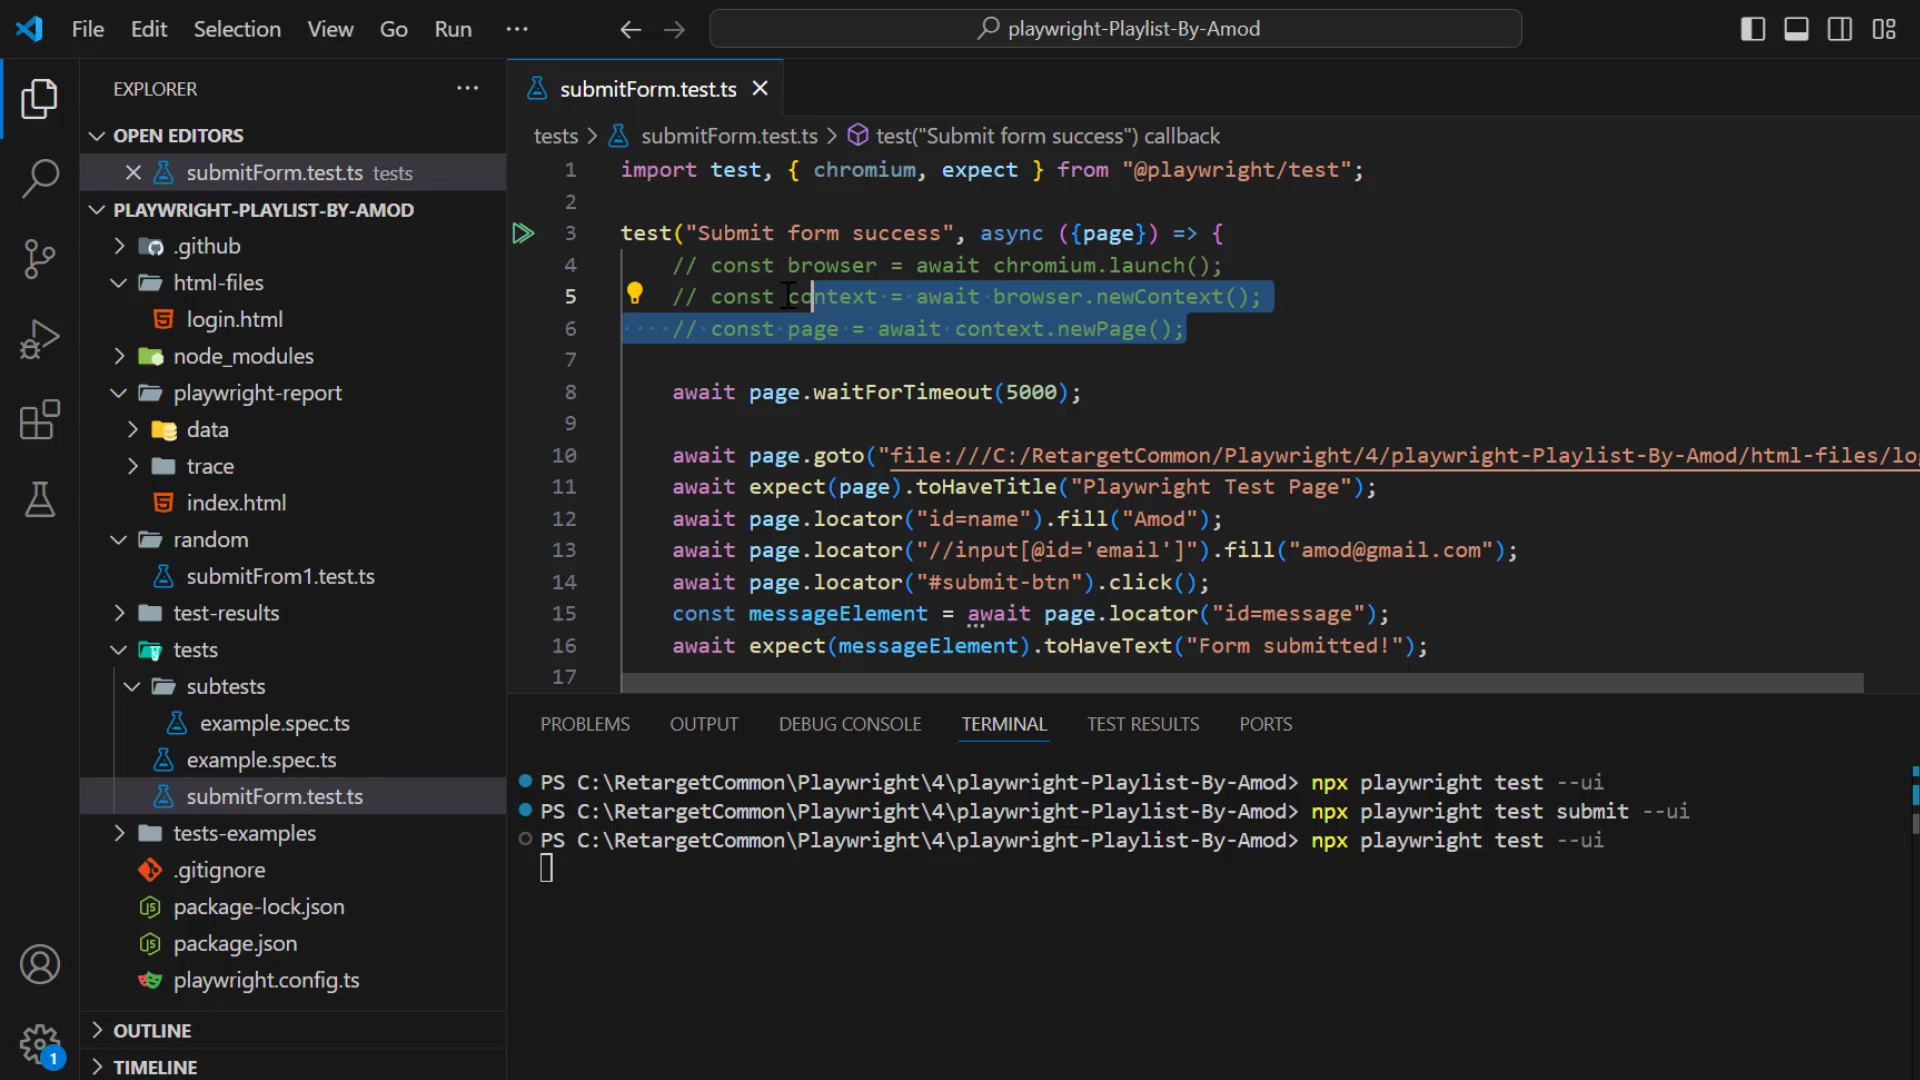 File Edit Selection View Go Run ···
playwright-Playlist-By-Amod
EXPLORER
OPEN EDITORS
submitForm.test.ts tests
PLAYWRIGHT-PLAYLIST-BY-AMOD
.github
html-files
login.html
node_modules
playwright-report
data
trace
index.html
random
submitFrom1.test.ts
test-results
tests
subtests
example.spec.ts
example.spec.ts
submitForm.test.ts
tests-examples
.gitignore
package-lock.json
package.json
playwright.config.ts
OUTLINE
TIMELINE
1
submitForm.test.ts
tests > submitForm.test.ts > test("Submit form success") callback
1 import test, { chromium, expect } from "@playwright/test";
2
3 test("Submit form success", async ({page}) => {
4 // const browser = await chromium.launch();
5 // const context = await browser.newContext();
6 // const page = await context.newPage();
7
8 await page.waitForTimeout(5000);
9
10 await page.goto("file:///C:/RetargetCommon/Playwright/4/playwright-Playlist-By-Amod/html-files/lo
11 await expect(page).toHaveTitle("Playwright Test Page");
12 await page.locator("id=name").fill("Amod");
13 await page.locator("//input[@id='email']").fill("amod@gmail.com");
14 await page.locator("#submit-btn").click();
15 const messageElement = await page.locator("id=message");
16 await expect(messageElement).toHaveText("Form submitted!");
17
PROBLEMS OUTPUT DEBUG CONSOLE TERMINAL TEST RESULTS PORTS
PS C:\RetargetCommon\Playwright\4\playwright-Playlist-By-Amod> npx playwright test --ui
PS C:\RetargetCommon\Playwright\4\playwright-Playlist-By-Amod> npx playwright test submit --ui
PS C:\RetargetCommon\Playwright\4\playwright-Playlist-By-Amod> npx playwright test --ui